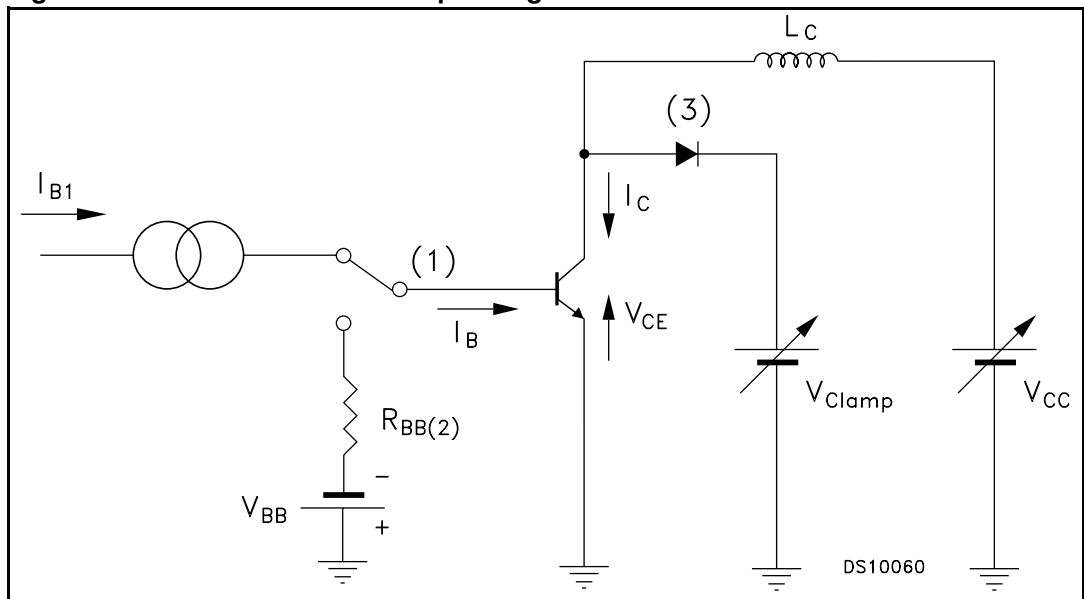 L C
(3)
I B1
I C
(1)
I B
V CE
R BB(2)
V Clamp
V CC
−
V BB
+
DS10060